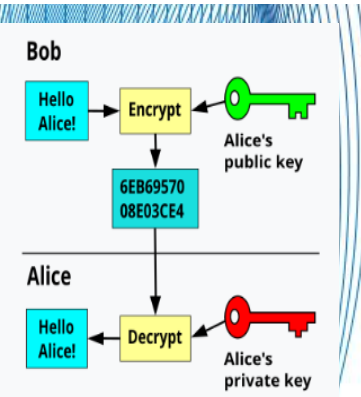 Bob
Hello
Alice!
Encrypt
Alice's
public key
6EB69570
08E03CE4
Alice
Hello
Alice!
Decrypt
Alice's
private key